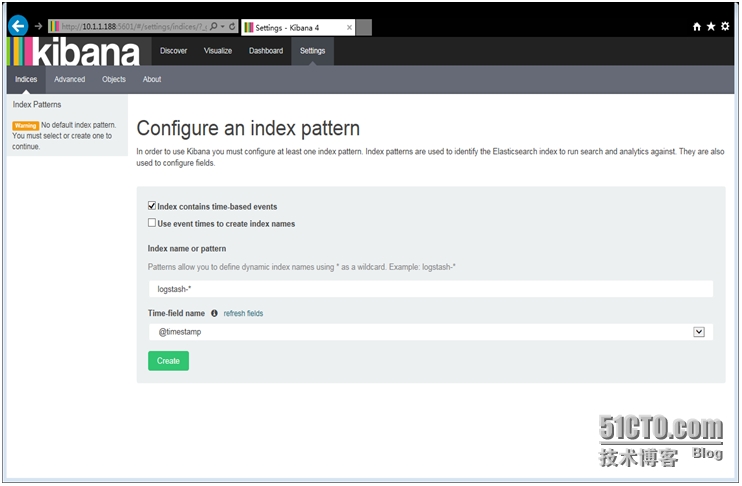 http://10.1.1.188:5601/#/settings/indices/?_
Settings - Kibana 4
kibana
Discover
Visualize
Dashboard
Settings
Indices
Advanced
Objects
About
Index Patterns
Warning No default index pattern.
You must select or create one to
continue.
Configure an index pattern
In order to use Kibana you must configure at least one index pattern. Index patterns are used to identify the Elasticsearch index to run search and analytics against. They are also
used to configure fields.
Index contains time-based events
Use event times to create index names
Index name or pattern
Patterns allow you to define dynamic index names using * as a wildcard. Example: logstash-*
logstash-*
Time-field name refresh fields
@timestamp
Create
51CTO.com
技术博客 Blog